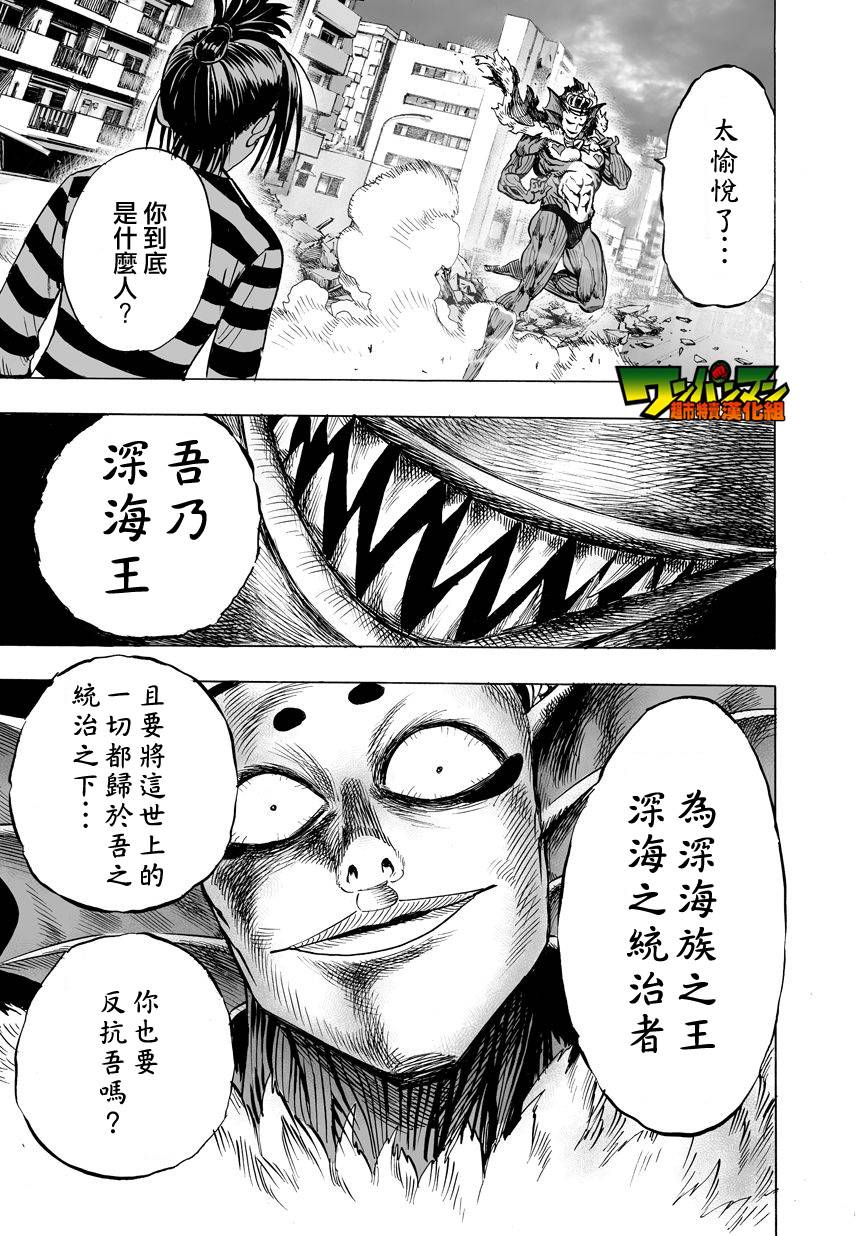 太愉悅了…
你到底
是什麼人?
ワンパンマン
超市特賣漢化組
吾乃
深海王
為深海族之王
深海之統治者
且要將這世上的
一切都歸於吾之
統治之下…
你也要
反抗吾嗎?